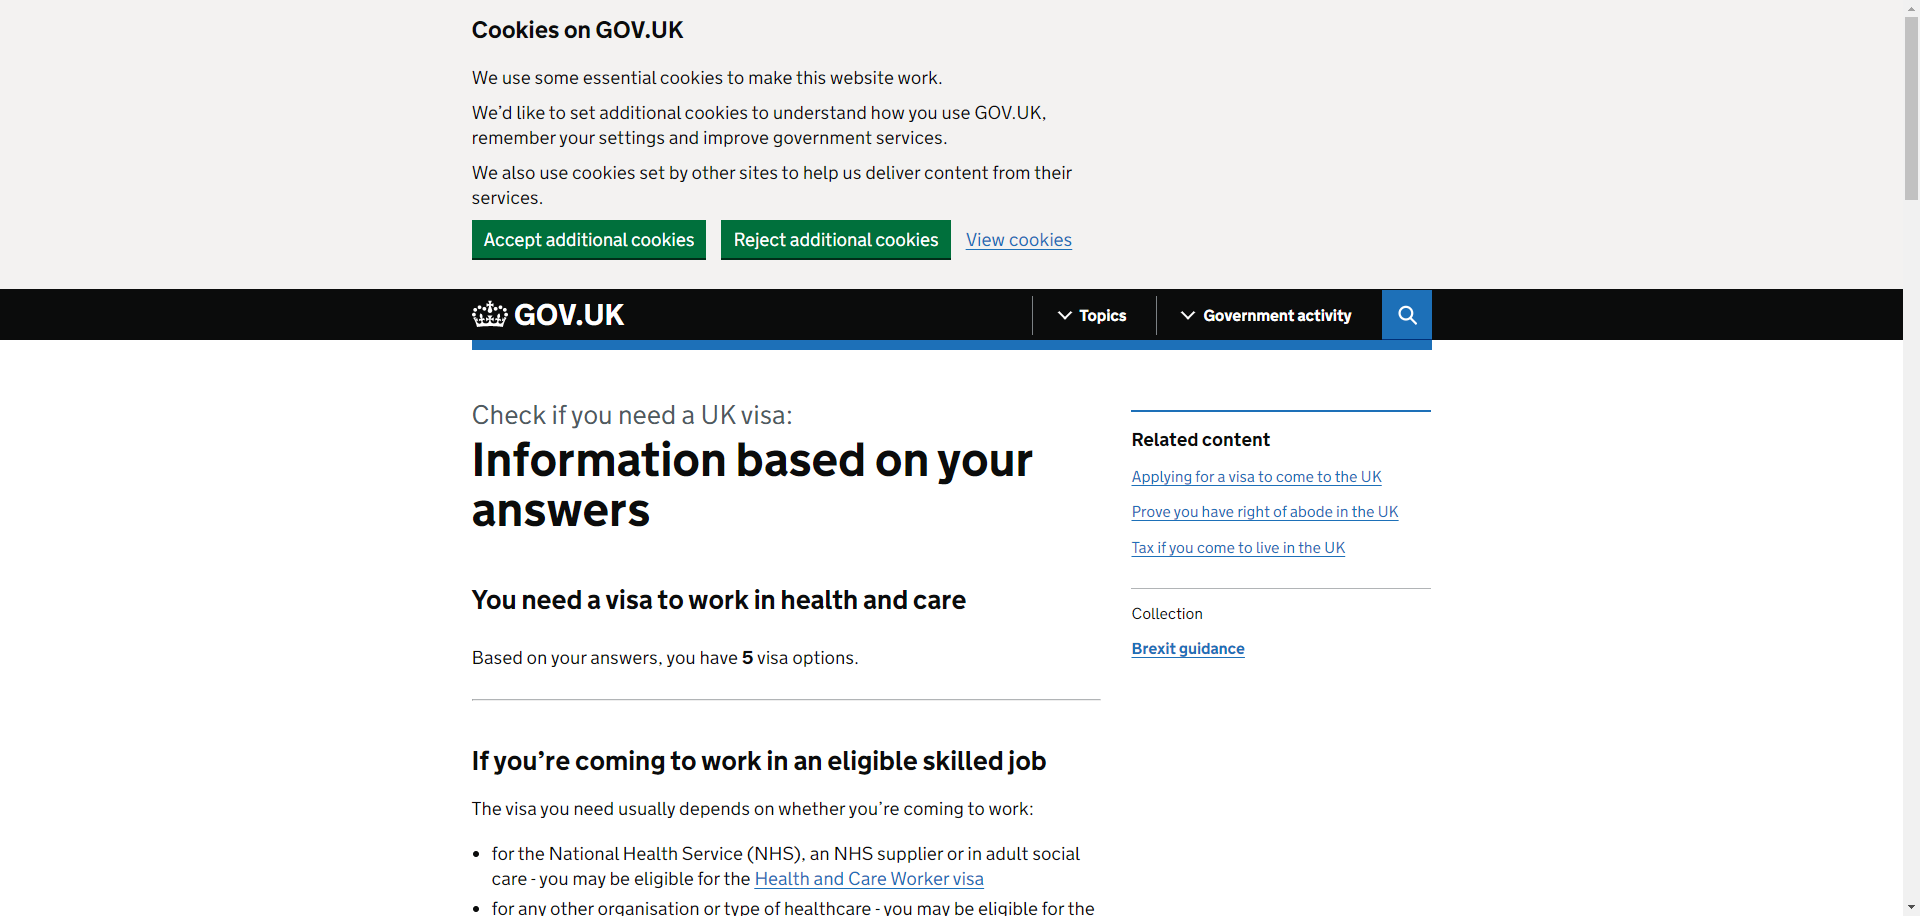 Cookies on GOV.UK
We use some essential cookies to make this website work.
We’d like to set additional cookies to understand how you use GOV.UK,
remember your settings and improve government services.
We also use cookies set by other sites to help us deliver content from their
services.
Accept additional cookies
Reject additional cookies
View cookies
GOV.UK
Topics
Government activity
Check if you need a UK visa:
Information based on your
answers
You need a visa to work in health and care
Based on your answers, you have 5 visa options.
If you’re coming to work in an eligible skilled job
The visa you need usually depends on whether you’re coming to work:
• for the National Health Service (NHS), an NHS supplier or in adult social
care - you may be eligible for the Health and Care Worker visa
• for any other organisation or type of healthcare - you may be eligible for the
Related content
Applying for a visa to come to the UK
Prove you have right of abode in the UK
Tax if you come to live in the UK
Collection
Brexit guidance